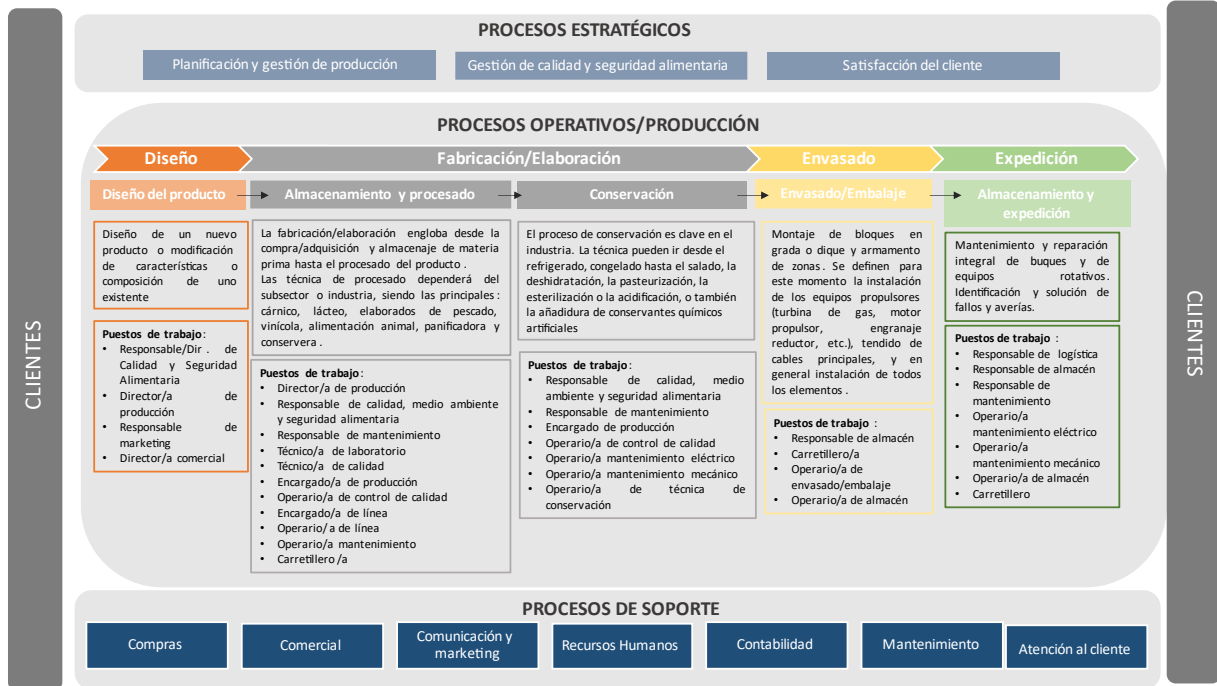 CLIENTES
PROCESOS ESTRATÉGICOS
Planificación y gestión de producción
Gestión de calidad y seguridad alimentaria
Satisfacción del cliente
PROCESOS OPERATIVOS/PRODUCCIÓN
Diseño
Fabricación/Elaboración
Envasado
Expedición
Diseño del producto
Almacenamiento y procesado
Conservación
Envasado/Embalaje
Almacenamiento y
expedición
Diseño de un nuevo
producto o modificación
de características o
composición de uno
existente
Puestos de trabajo:
• Responsable/Dir. de
Calidad y Seguridad
Alimentaria
• Director/a de
producción
• Responsable de
marketing
• Director/a comercial
La fabricación/elaboración engloba desde la
compra/adquisición y almacenaje de materia
prima hasta el procesado del producto.
Las técnica de procesado dependerá del
subsector o industria, siendo las principales:
cárnico, lácteo, elaborados de pescado,
vinícola, alimentación animal, panificadora y
conservera.
Puestos de trabajo:
• Director/a de producción
• Responsable de calidad, medio ambiente
y seguridad alimentaria
• Responsable de mantenimiento
• Técnico/a de laboratorio
• Técnico/a de calidad
• Encargado/a de producción
• Operario/a de control de calidad
• Encargado/a de línea
• Operario/a de línea
• Operario/a mantenimiento
• Carretillero/a
El proceso de conservación es clave en el
industria. La técnica pueden ir desde el
refrigerado, congelado hasta el salado, la
deshidratación, la pasteurización, la
esterilización o la acidificación, o también
la añadidura de conservantes químicos
artificiales
Puestos de trabajo:
• Responsable de calidad, medio
ambiente y seguridad alimentaria
• Responsable de mantenimiento
• Encargado de producción
• Operario/a de control de calidad
• Operario/a mantenimiento eléctrico
• Operario/a mantenimiento mecánico
• Operario/a de técnica de
conservación
Montaje de bloques en
grada o dique y armamento
de zonas. Se definen para
este momento la instalación
de los equipos propulsores
(turbina de gas, motor
propulsor, engranaje
reductor, etc.), tendido de
cables principales, y en
general instalación de todos
los elementos.
Puestos de trabajo:
• Responsable de almacén
• Carretillero/a
• Operario/a de
envasado/embalaje
• Operario/a de almacén
Mantenimiento y reparación
integral de buques y de
equipos rotativos.
Identificación y solución de
fallos y averías.
Puestos de trabajo:
• Responsable de logística
• Responsable de almacén
• Responsable de
mantenimiento
• Operario/a
mantenimiento eléctrico
• Operario/a
mantenimiento mecánico
• Operario/a de almacén
• Carretillero
PROCESOS DE SOPORTE
Compras
Comercial
Comunicación y
marketing
Recursos Humanos
Contabilidad
Mantenimiento
Atención al cliente
CLIENTES